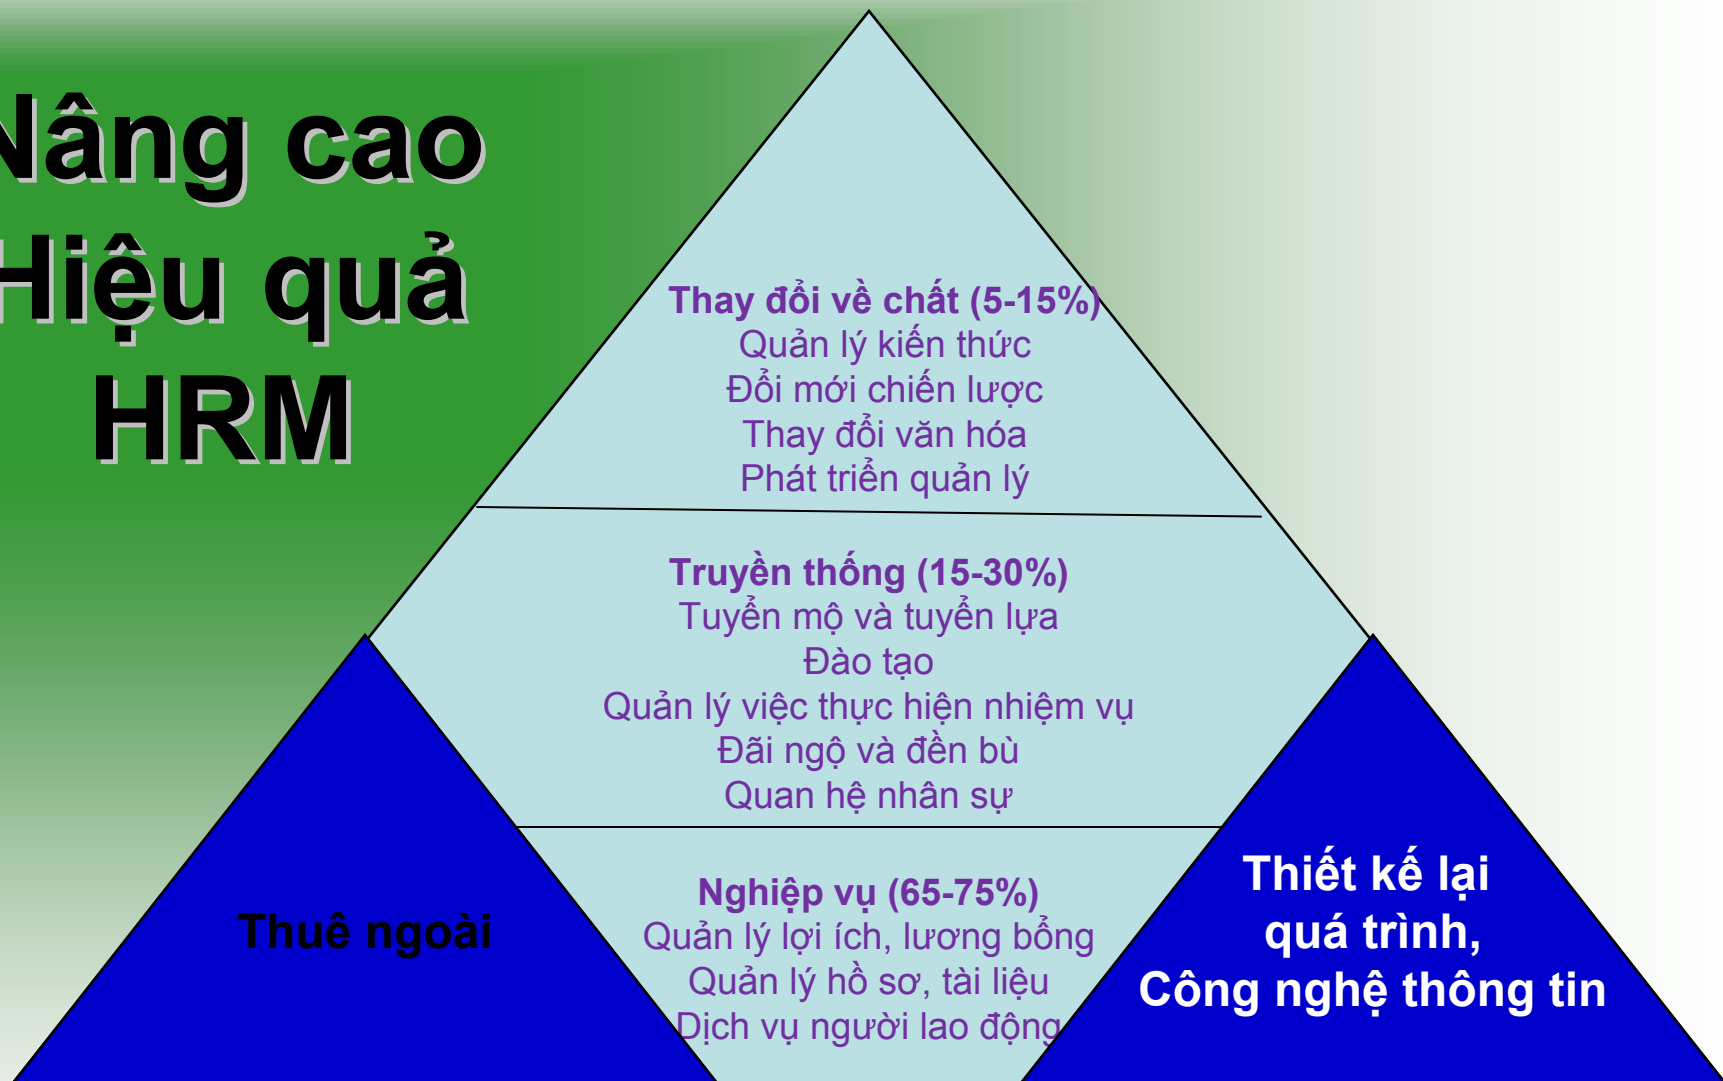 Nâng cao
Hiệu quả
HRM
Thay đổi về chất (5-15%)
Quản lý kiến thức
Đổi mới chiến lược
Thay đổi văn hóa
Phát triển quản lý
Truyền thống (15-30%)
Tuyển mộ và tuyển lựa
Đào tạo
Quản lý việc thực hiện nhiệm vụ
Đãi ngộ và đền bù
Quan hệ nhân sự
Nghiệp vụ (65-75%)
Quản lý lợi ích, lương bổng
Quản lý hồ sơ, tài liệu
Dịch vụ người lao động
Thuê ngoài
Thiết kế lại
quá trình,
Công nghệ thông tin